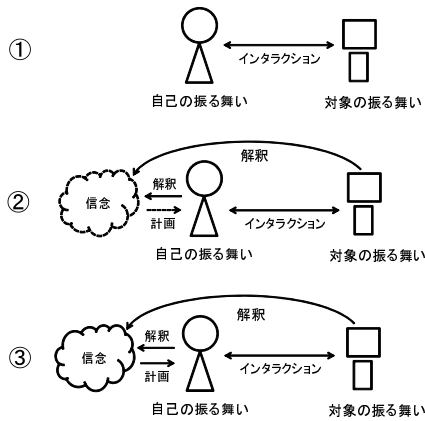 ①
インタラクション
自己の振る舞い
対象の振る舞い
②
解釈
信念
解釈
計画
インタラクション
自己の振る舞い
対象の振る舞い
③
解釈
信念
解釈
計画
インタラクション
自己の振る舞い
対象の振る舞い